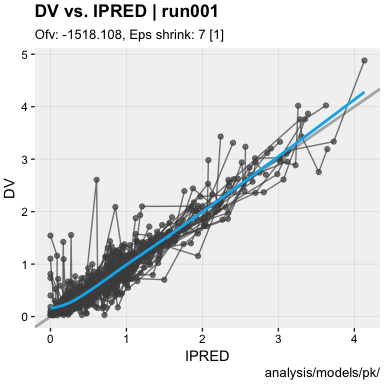 DV vs. IPRED | run001
Ofv: -1518.108, Eps shrink: 7 [1]
5
4
3
2
1
0
DV
0 1 2 3 4
IPRED
analysis/models/pk/